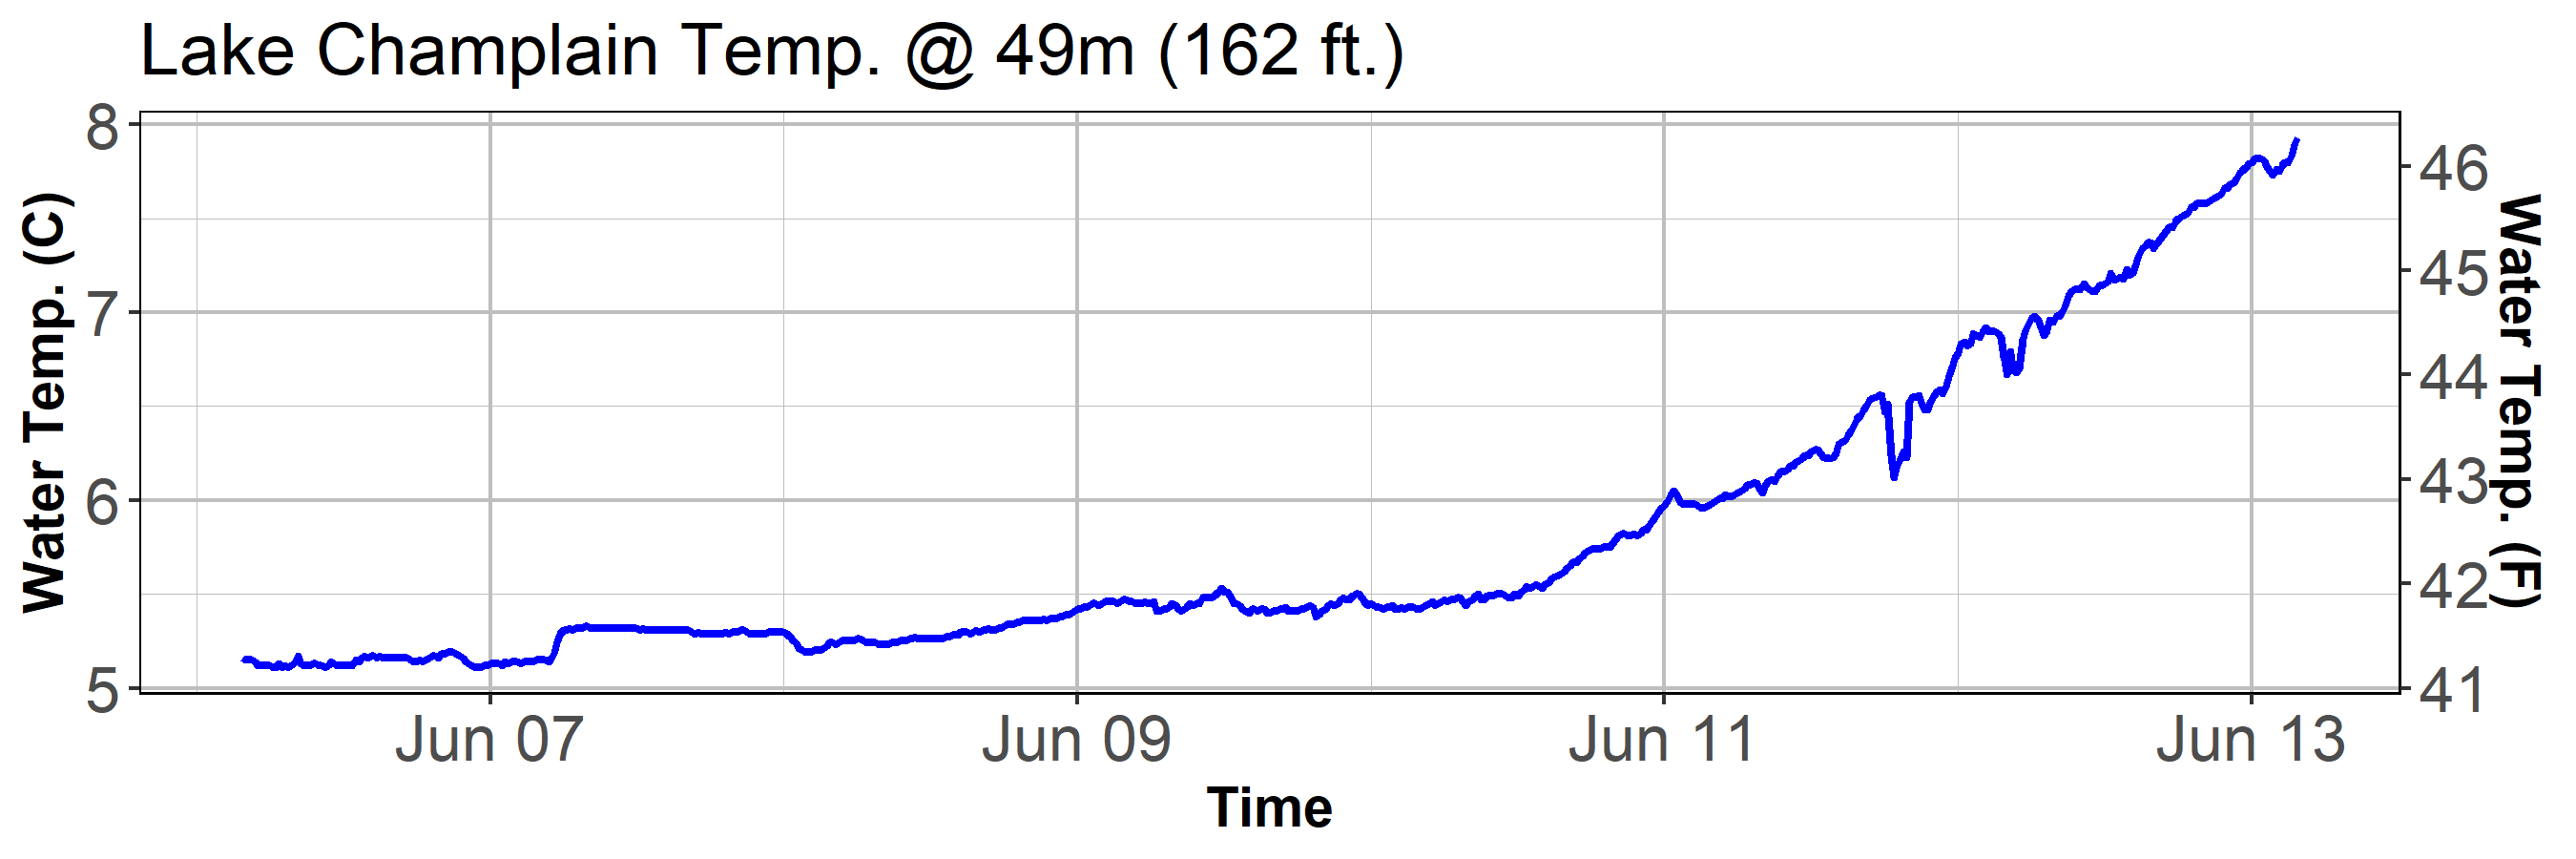 Lake Champlain Temp. @ 49m (162 ft.)
Water Temp. (C)
8
7
6
5
46
45
44
43
42
41
Water Temp. (F)
Jun 07
Jun 09
Jun 11
Jun 13
Time